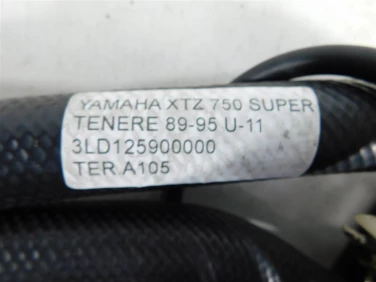 YAMAHA XTZ 750 SUPER
TENERE 89-95 U-11
3LD125900000
TER A105